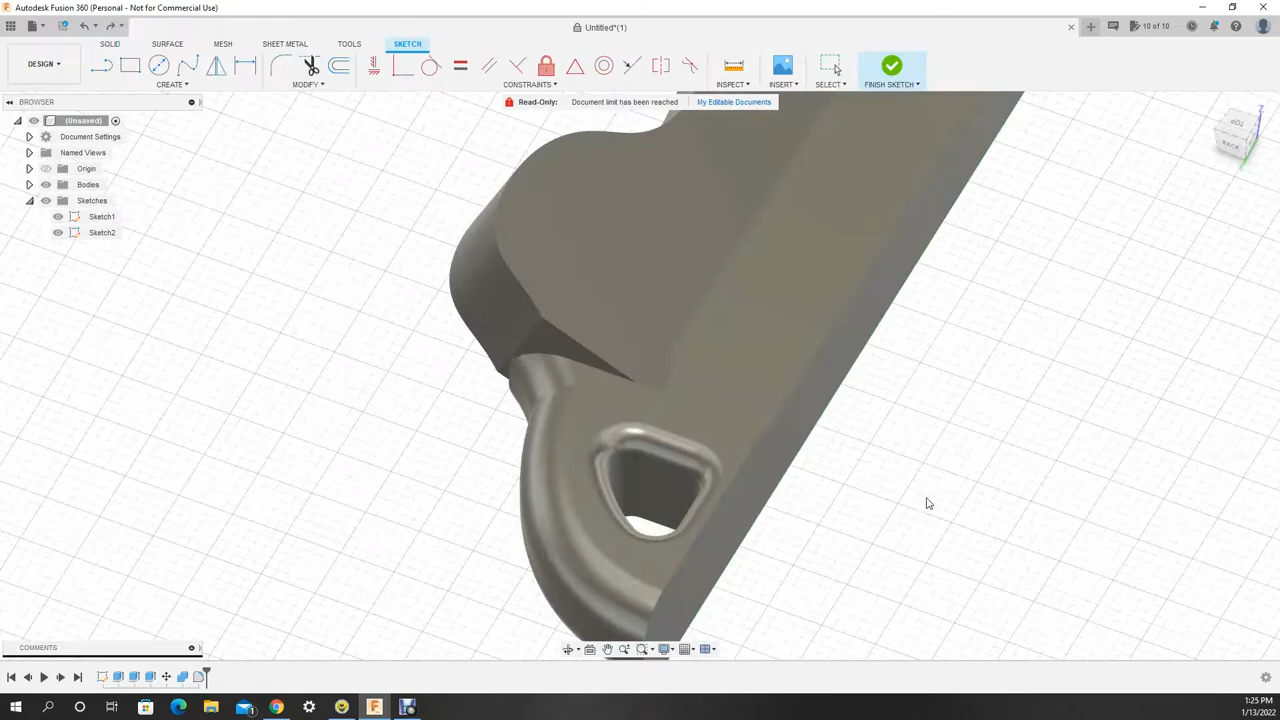 Autodesk Fusion 360 (Personal - Not for Commercial Use)
Untitled*(1)
10 of 10
SOLID SURFACE MESH SHEET METAL TOOLS SKETCH
DESIGN
CREATE MODIFY CONSTRAINTS INSPECT INSERT SELECT FINISH SKETCH
BROWSER
Read-Only: Document limit has been reached My Editable Documents
(Unsaved)
Document Settings
Named Views
Origin
Bodies
Sketches
Sketch1
Sketch2
Z
TOP
BACK
COMMENTS
1:25 PM
1/13/2022